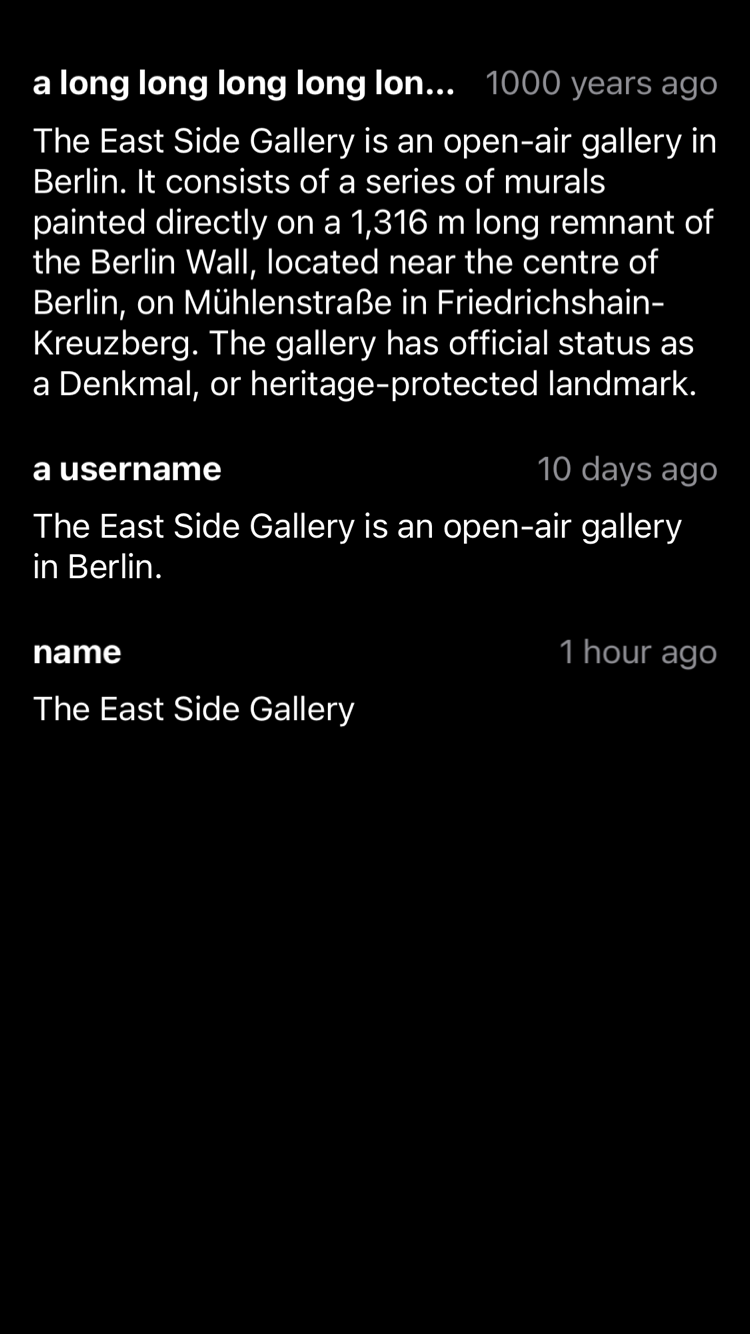 a long long long long lon... 1000 years ago
The East Side Gallery is an open-air gallery in
Berlin. It consists of a series of murals
painted directly on a 1,316 m long remnant of
the Berlin Wall, located near the centre of
Berlin, on Mühlenstraße in Friedrichshain-
Kreuzberg. The gallery has official status as
a Denkmal, or heritage-protected landmark.
a username 10 days ago
The East Side Gallery is an open-air gallery
in Berlin.
name 1 hour ago
The East Side Gallery